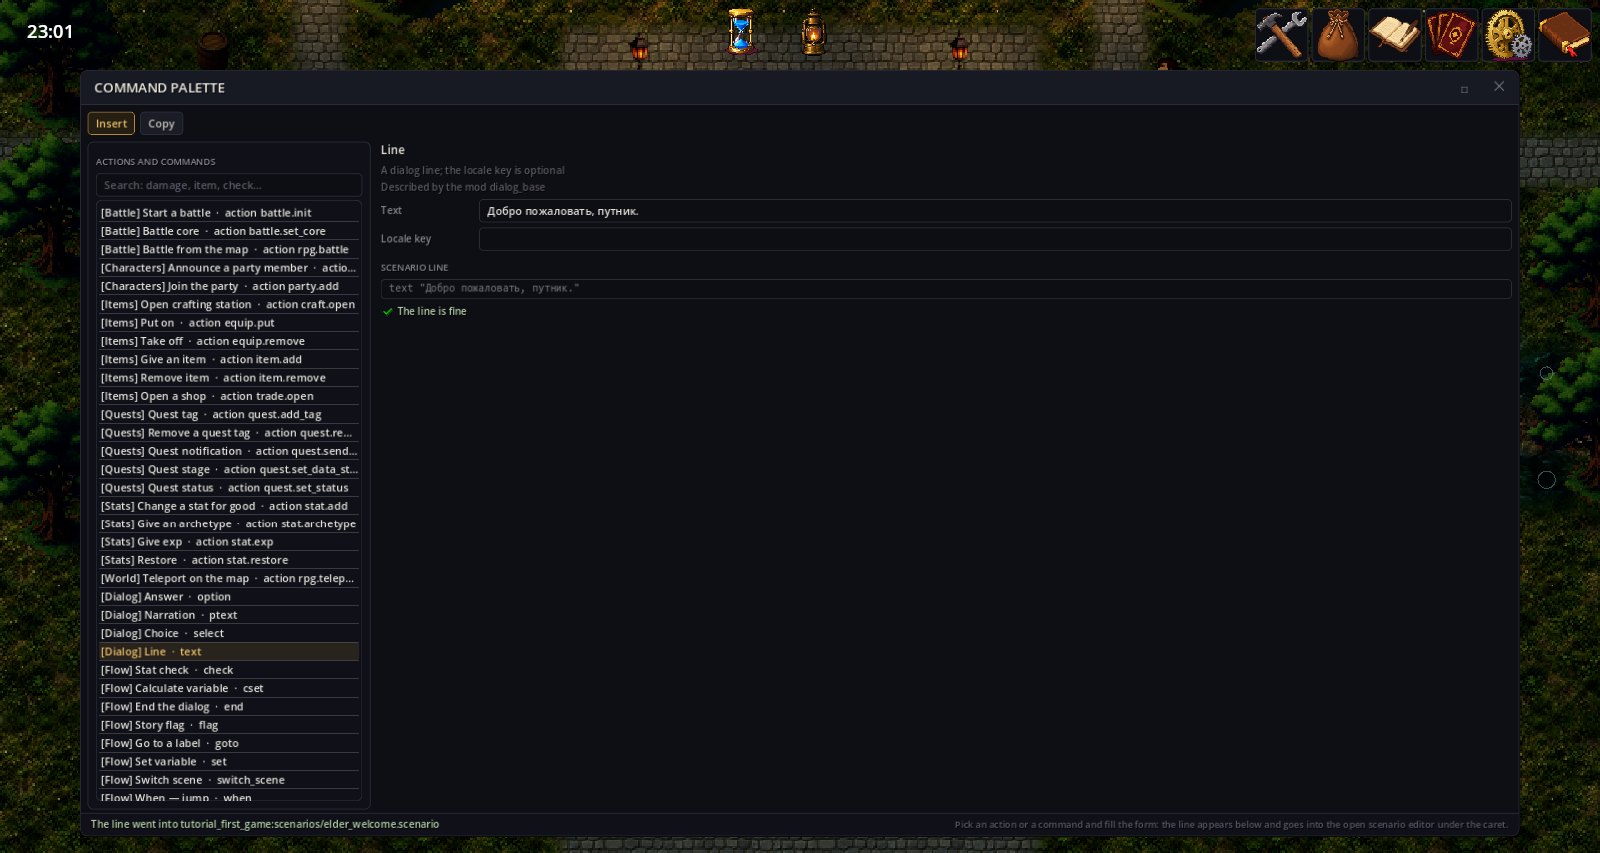 23:01
COMMAND PALETTE
Insert
Copy
ACTIONS AND COMMANDS
Search: damage, item, check...
[Battle] Start a battle · action battle.init
[Battle] Battle core · action battle.set_core
[Battle] Battle from the map · action rpg.battle
[Characters] Announce a party member · actio...
[Characters] Join the party · action party.add
[Items] Open crafting station · action craft.open
[Items] Put on · action equip.put
[Items] Take off · action equip.remove
[Items] Give an item · action item.add
[Items] Remove item · action item.remove
[Items] Open a shop · action trade.open
[Quests] Quest tag · action quest.add_tag
[Quests] Remove a quest tag · action quest.re...
[Quests] Quest notification · action quest.send...
[Quests] Quest stage · action quest.set_data_st...
[Quests] Quest status · action quest.set_status
[Stats] Change a stat for good · action stat.add
[Stats] Give an archetype · action stat.archetype
[Stats] Give exp · action stat.exp
[Stats] Restore · action stat.restore
[World] Teleport on the map · action rpg.telep...
[Dialog] Answer · option
[Dialog] Narration · ptext
[Dialog] Choice · select
[Dialog] Line · text
[Flow] Stat check · check
[Flow] Calculate variable · cset
[Flow] End the dialog · end
[Flow] Story flag · flag
[Flow] Go to a label · goto
[Flow] Set variable · set
[Flow] Switch scene · switch_scene
[Flow] When — jump · when
Line
A dialog line; the locale key is optional
Described by the mod dialog_base
Text
Добро пожаловать, путник.
Locale key
SCENARIO LINE
text "Добро пожаловать, путник."
The line is fine
The line went into tutorial_first_game:scenarios/elder_welcome.scenario
Pick an action or a command and fill the form: the line appears below and goes into the open scenario editor under the caret.